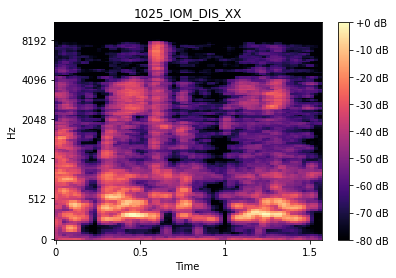 1025_IOM_DIS_XX
+0 dB
8192
-10 dB
4096
-20 dB
-30 dB
2048
Hz
-40 dB
1024
-50 dB
512
-60 dB
-70 dB
0
-80 dB
0
0.5
1
1.5
Time